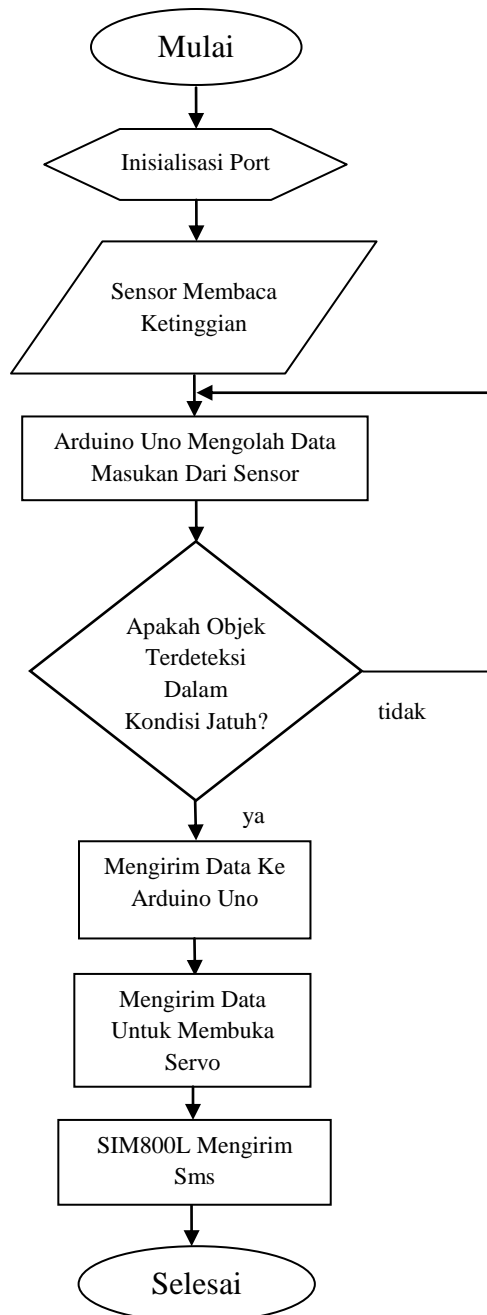 Mulai
Inisialisasi Port
Sensor Membaca
Ketinggian
Arduino Uno Mengolah Data
Masukan Dari Sensor
Apakah Objek
Terdeteksi
Dalam
Kondisi Jatuh?
tidak
ya
Mengirim Data Ke
Arduino Uno
Mengirim Data
Untuk Membuka
Servo
SIM800L Mengirim
Sms
Selesai